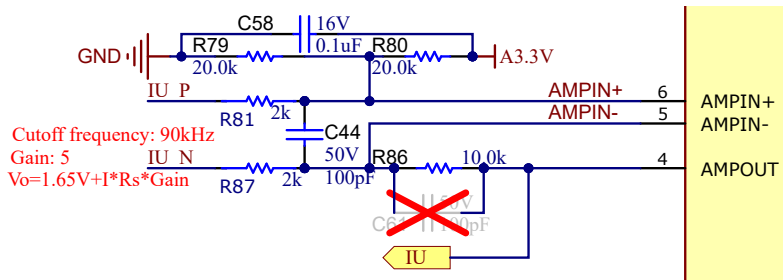 C58
16V
0.1uF
R79
20.0k
R80
20.0k
GND
A3.3V
IU_P
R81
2k
AMPIN+
6
AMPIN+
AMPIN-
5
AMPIN-
Cutoff frequency: 90kHz
Gain: 5
Vo=1.65V+I*Rs*Gain
C44
50V
100pF
IU_N
R87
2k
R86
10.0k
4
AMPOUT
C61
50V
100pF
IU